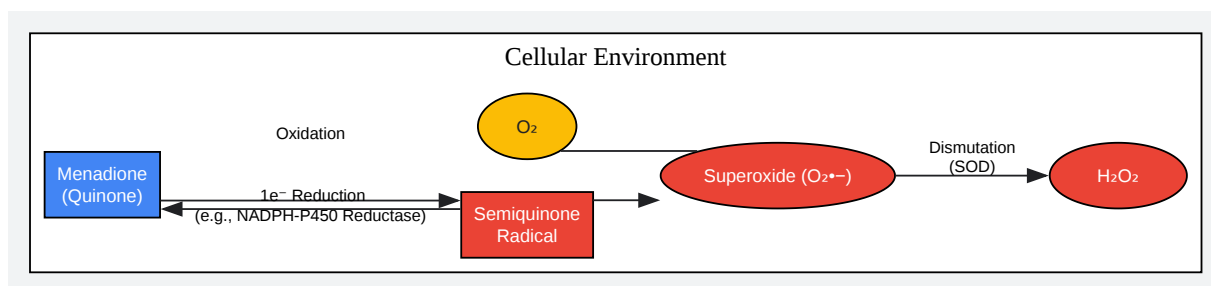 Cellular Environment
O₂
Oxidation
Menadione
(Quinone)
1e⁻ Reduction
(e.g., NADPH-P450 Reductase)
Semiquinone
Radical
Superoxide (O₂•−)
Dismutation
(SOD)
H₂O₂